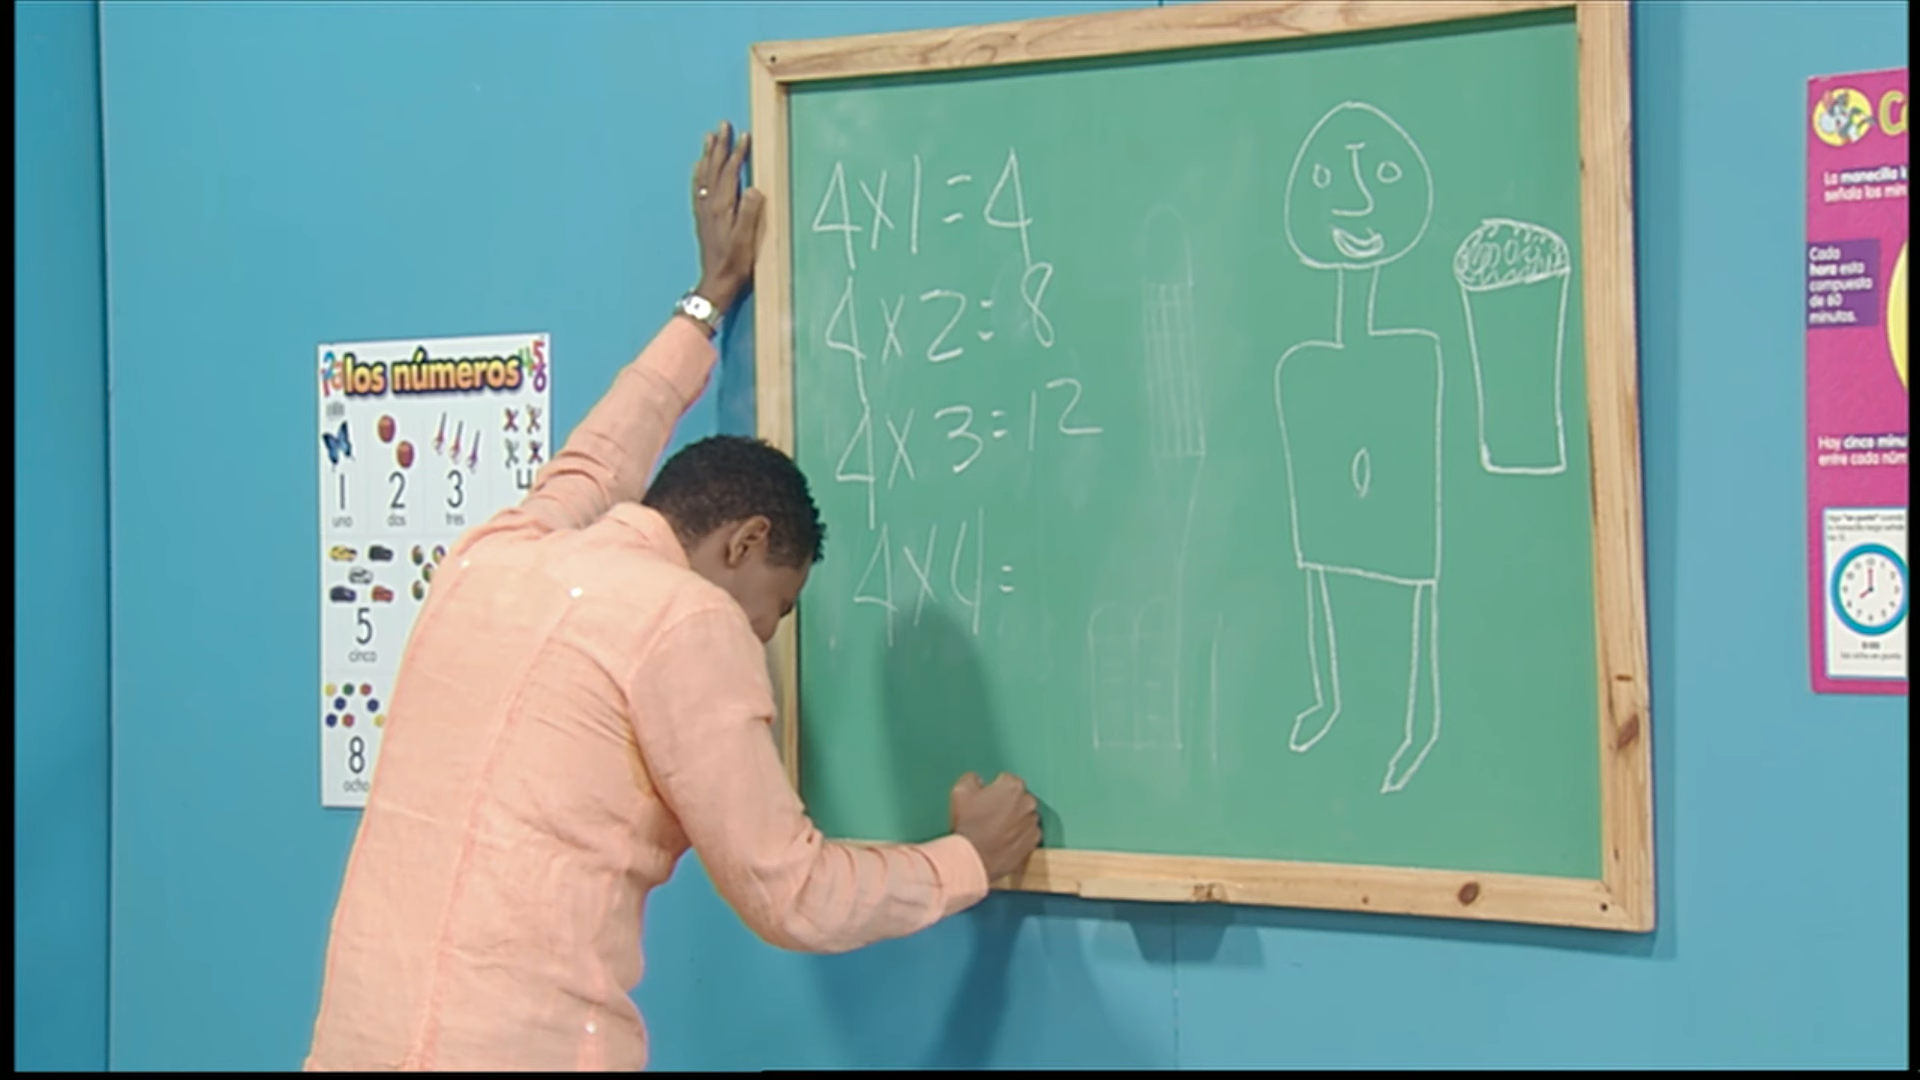 4x1=4
4x2=8
4x3=12
4x4=
los números
1 2 3 4
uno dos tres
5
cinco
8
ocho
La manecilla
señala los min
Cada
hora esta
compuesta
de 60
minutos.
Hay cinco minu
entre cada núm